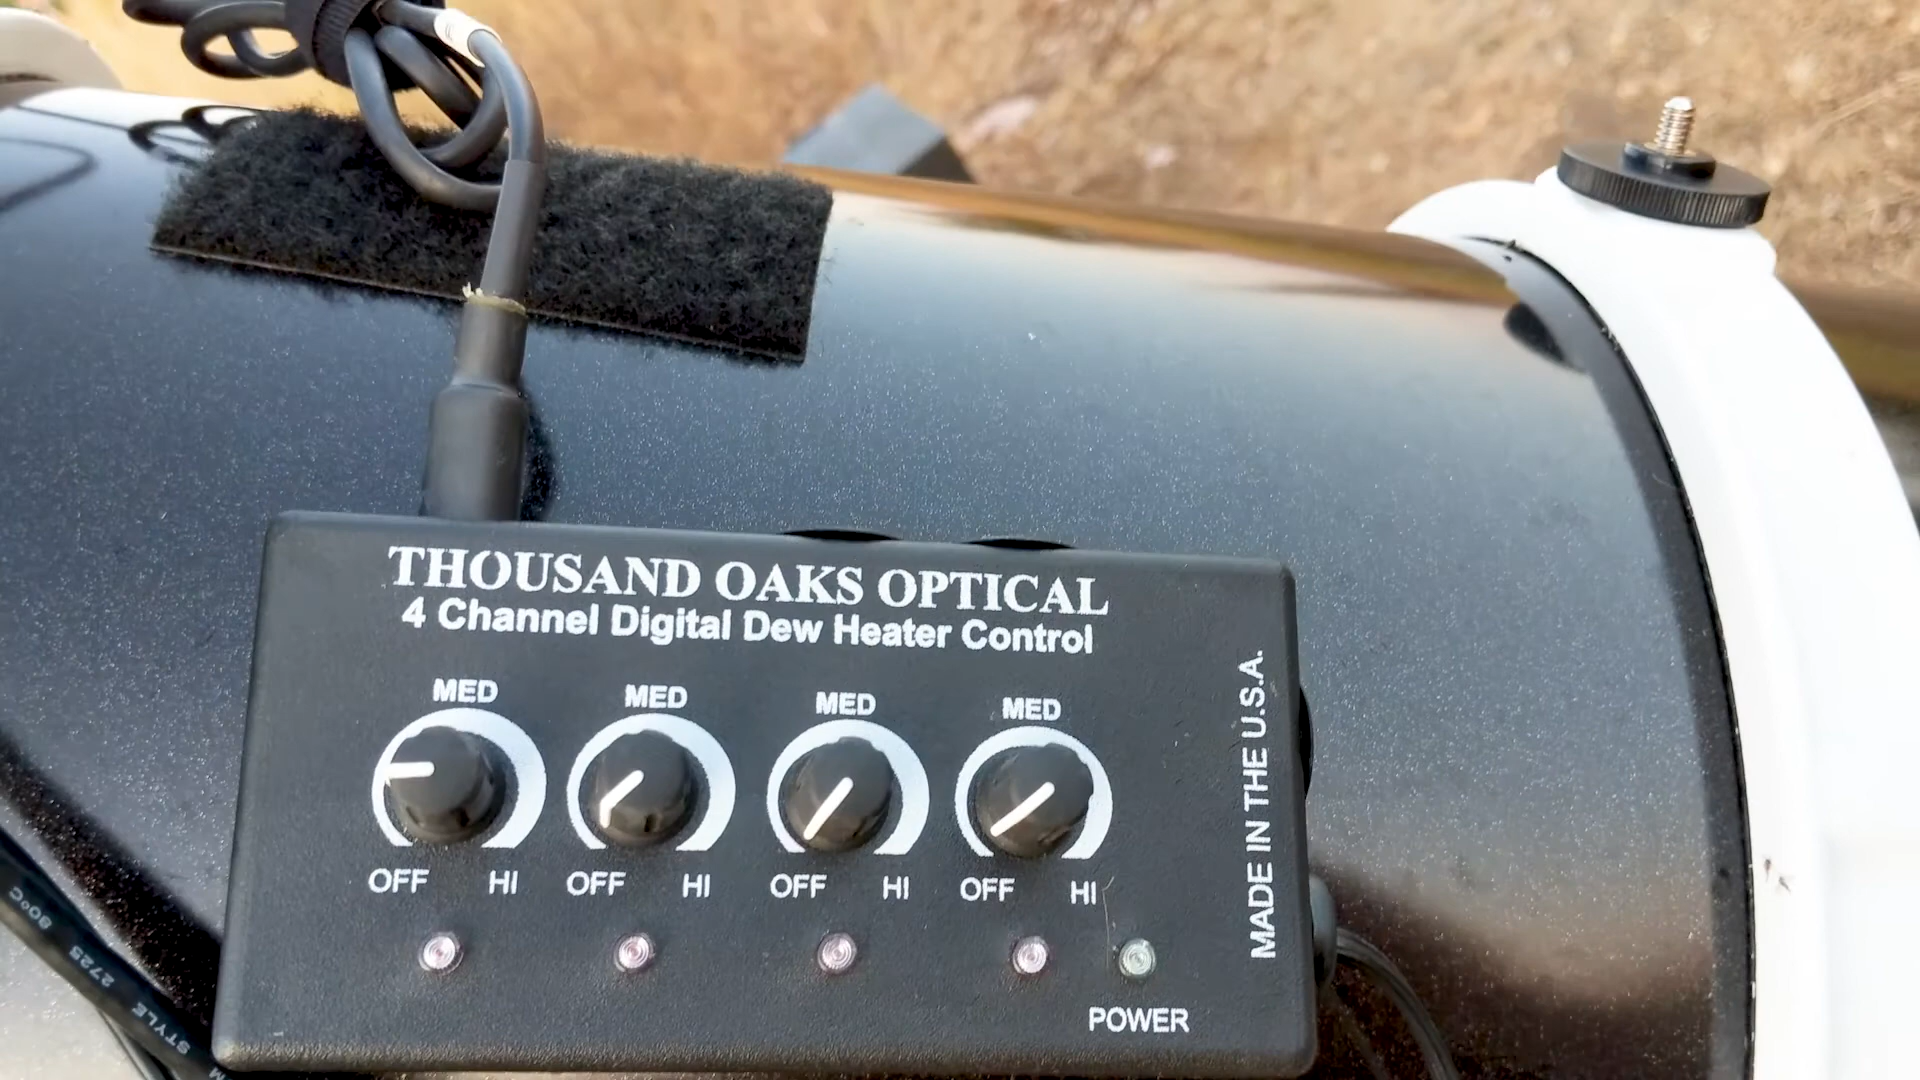 THOUSAND OAKS OPTICAL
4 Channel Digital Dew Heater Control
MED MED MED MED
OFF HI OFF HI OFF HI OFF HI
POWER
MADE IN THE U.S.A.
STYLE 2725 80°C